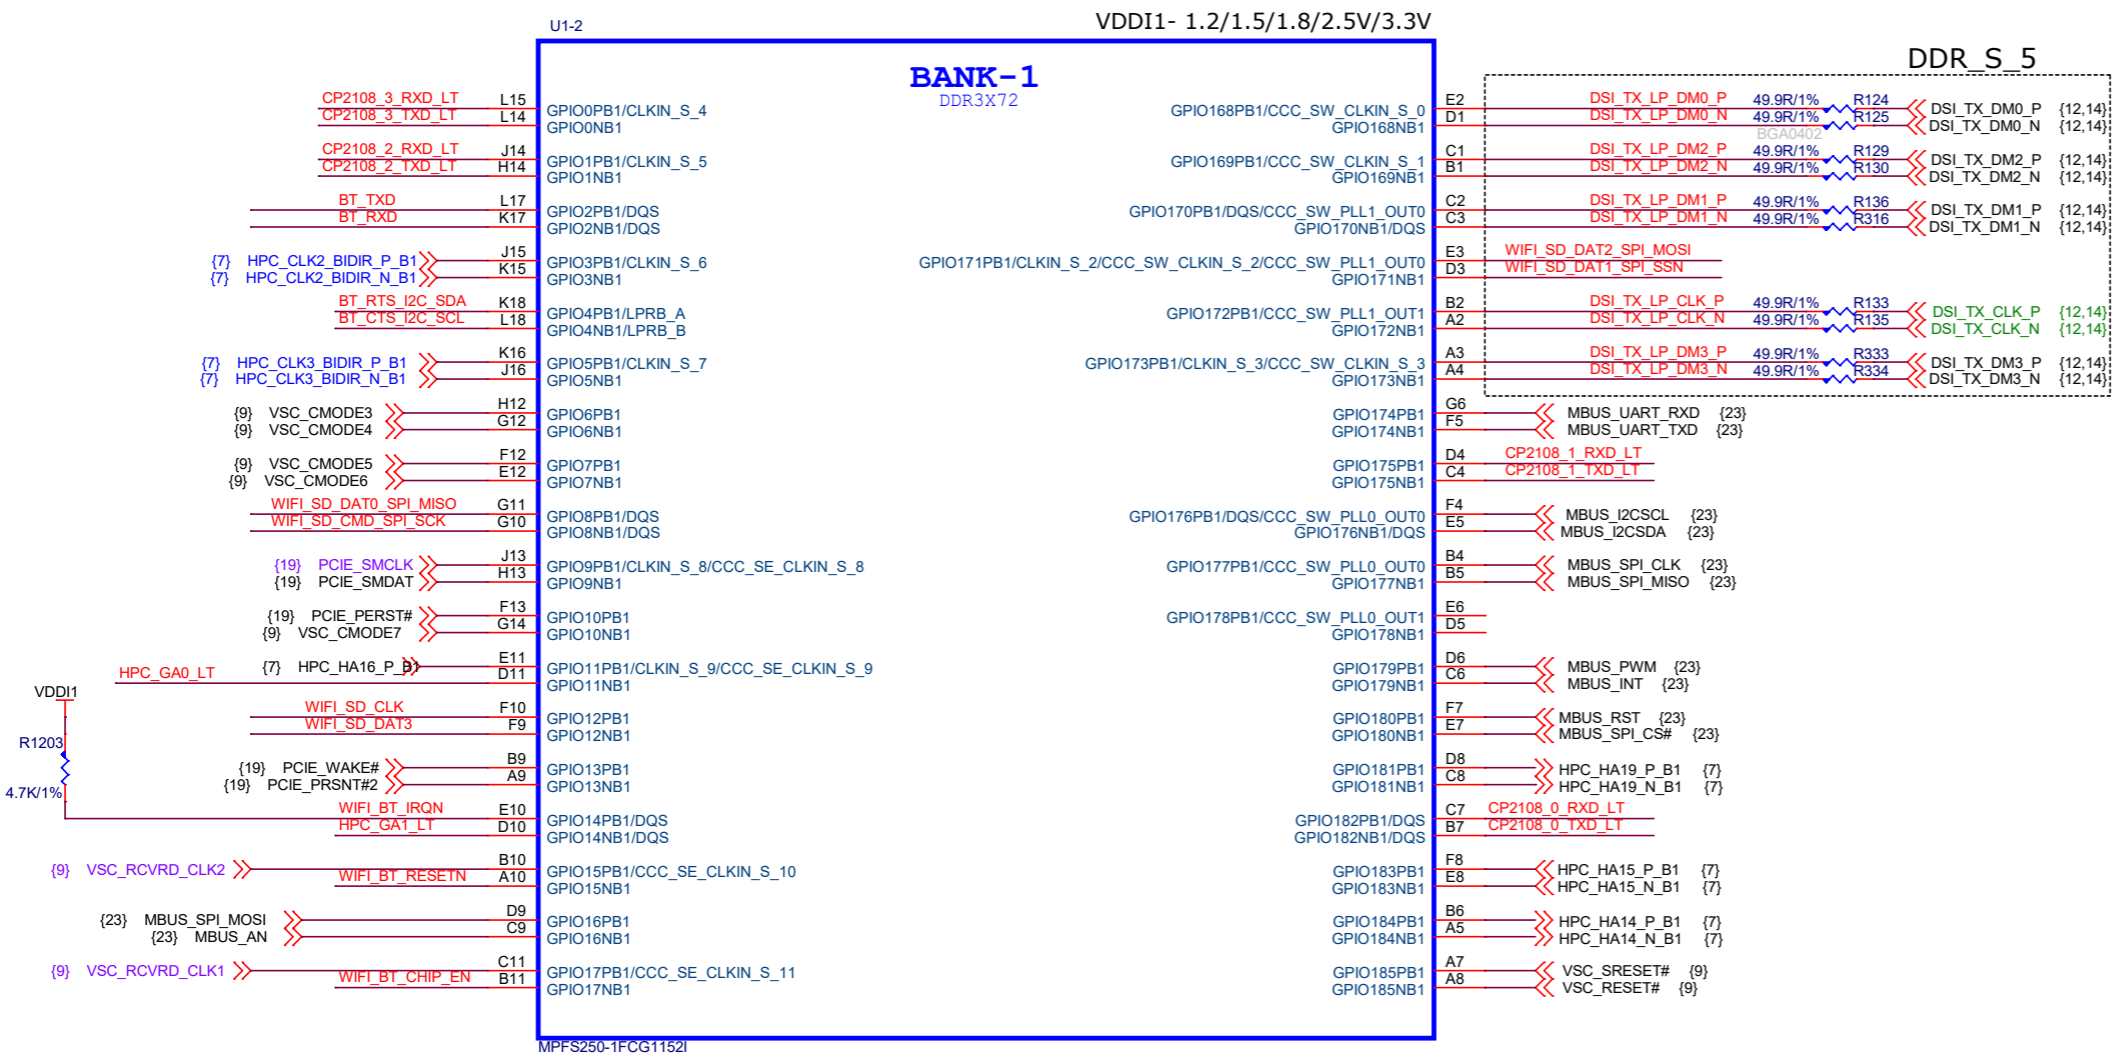 U1-2
VDDI1- 1.2/1.5/1.8/2.5V/3.3V
BANK-1
DDR3X72
DDR_S_5
CP2108_3_RXD_LT L15 GPIO0PB1/CLKIN_S_4
CP2108_3_TXD_LT L14 GPIO0NB1
CP2108_2_RXD_LT J14 GPIO1PB1/CLKIN_S_5
CP2108_2_TXD_LT H14 GPIO1NB1
BT_TXD L17 GPIO2PB1/DQS
BT_RXD K17 GPIO2NB1/DQS
{7} HPC_CLK2_BIDIR_P_B1 J15 GPIO3PB1/CLKIN_S_6
{7} HPC_CLK2_BIDIR_N_B1 K15 GPIO3NB1
BT_RTS_I2C_SDA K18 GPIO4PB1/LPRB_A
BT_CTS_I2C_SCL L18 GPIO4NB1/LPRB_B
{7} HPC_CLK3_BIDIR_P_B1 K16 GPIO5PB1/CLKIN_S_7
{7} HPC_CLK3_BIDIR_N_B1 J16 GPIO5NB1
{9} VSC_CMODE3 H12 GPIO6PB1
{9} VSC_CMODE4 G12 GPIO6NB1
{9} VSC_CMODE5 F12 GPIO7PB1
{9} VSC_CMODE6 E12 GPIO7NB1
WIFI_SD_DAT0_SPI_MISO G11 GPIO8PB1/DQS
WIFI_SD_CMD_SPI_SCK G10 GPIO8NB1/DQS
{19} PCIE_SMCLK J13 GPIO9PB1/CLKIN_S_8/CCC_SE_CLKIN_S_8
{19} PCIE_SMDAT H13 GPIO9NB1
{19} PCIE_PERST# F13 GPIO10PB1
{9} VSC_CMODE7 G14 GPIO10NB1
{7} HPC_HA16_P_B1 E11 GPIO11PB1/CLKIN_S_9/CCC_SE_CLKIN_S_9
HPC_GA0_LT D11 GPIO11NB1
VDDI1
WIFI_SD_CLK F10 GPIO12PB1
WIFI_SD_DAT3 F9 GPIO12NB1
R1203
{19} PCIE_WAKE# B9 GPIO13PB1
{19} PCIE_PRSNT#2 A9 GPIO13NB1
4.7K/1%
WIFI_BT_IRQN E10 GPIO14PB1/DQS
HPC_GA1_LT D10 GPIO14NB1/DQS
{9} VSC_RCVRD_CLK2 B10 GPIO15PB1/CCC_SE_CLKIN_S_10
WIFI_BT_RESETN A10 GPIO15NB1
{23} MBUS_SPI_MOSI D9 GPIO16PB1
{23} MBUS_AN C9 GPIO16NB1
{9} VSC_RCVRD_CLK1 C11 GPIO17PB1/CCC_SE_CLKIN_S_11
WIFI_BT_CHIP_EN B11 GPIO17NB1
GPIO168PB1/CCC_SW_CLKIN_S_0 E2 DSI_TX_LP_DM0_P 49.9R/1% R124 DSI_TX_DM0_P {12,14}
GPIO168NB1 D1 DSI_TX_LP_DM0_N 49.9R/1% R125 DSI_TX_DM0_N {12,14}
BGA0402
GPIO169PB1/CCC_SW_CLKIN_S_1 C1 DSI_TX_LP_DM2_P 49.9R/1% R129 DSI_TX_DM2_P {12,14}
GPIO169NB1 B1 DSI_TX_LP_DM2_N 49.9R/1% R130 DSI_TX_DM2_N {12,14}
GPIO170PB1/DQS/CCC_SW_PLL1_OUT0 C2 DSI_TX_LP_DM1_P 49.9R/1% R136 DSI_TX_DM1_P {12,14}
GPIO170NB1/DQS C3 DSI_TX_LP_DM1_N 49.9R/1% R316 DSI_TX_DM1_N {12,14}
GPIO171PB1/CLKIN_S_2/CCC_SW_CLKIN_S_2/CCC_SW_PLL1_OUT0 E3 WIFI_SD_DAT2_SPI_MOSI
GPIO171NB1 D3 WIFI_SD_DAT1_SPI_SSN
GPIO172PB1/CCC_SW_PLL1_OUT1 B2 DSI_TX_LP_CLK_P 49.9R/1% R133 DSI_TX_CLK_P {12,14}
GPIO172NB1 A2 DSI_TX_LP_CLK_N 49.9R/1% R135 DSI_TX_CLK_N {12,14}
GPIO173PB1/CLKIN_S_3/CCC_SW_CLKIN_S_3 A3 DSI_TX_LP_DM3_P 49.9R/1% R333 DSI_TX_DM3_P {12,14}
GPIO173NB1 A4 DSI_TX_LP_DM3_N 49.9R/1% R334 DSI_TX_DM3_N {12,14}
GPIO174PB1 G6 MBUS_UART_RXD {23}
GPIO174NB1 F5 MBUS_UART_TXD {23}
GPIO175PB1 D4 CP2108_1_RXD_LT
GPIO175NB1 C4 CP2108_1_TXD_LT
GPIO176PB1/DQS/CCC_SW_PLL0_OUT0 F4 MBUS_I2CSCL {23}
GPIO176NB1/DQS E5 MBUS_I2CSDA {23}
GPIO177PB1/CCC_SW_PLL0_OUT0 B4 MBUS_SPI_CLK {23}
GPIO177NB1 B5 MBUS_SPI_MISO {23}
GPIO178PB1/CCC_SW_PLL0_OUT1 E6
GPIO178NB1 D5
GPIO179PB1 D6 MBUS_PWM {23}
GPIO179NB1 C6 MBUS_INT {23}
GPIO180PB1 F7 MBUS_RST {23}
GPIO180NB1 E7 MBUS_SPI_CS# {23}
GPIO181PB1 D8 HPC_HA19_P_B1 {7}
GPIO181NB1 C8 HPC_HA19_N_B1 {7}
GPIO182PB1/DQS C7 CP2108_0_RXD_LT
GPIO182NB1/DQS B7 CP2108_0_TXD_LT
GPIO183PB1 F8 HPC_HA15_P_B1 {7}
GPIO183NB1 E8 HPC_HA15_N_B1 {7}
GPIO184PB1 B6 HPC_HA14_P_B1 {7}
GPIO184NB1 A5 HPC_HA14_N_B1 {7}
GPIO185PB1 A7 VSC_SRESET# {9}
GPIO185NB1 A8 VSC_RESET# {9}
MPFS250-1FCG1152I